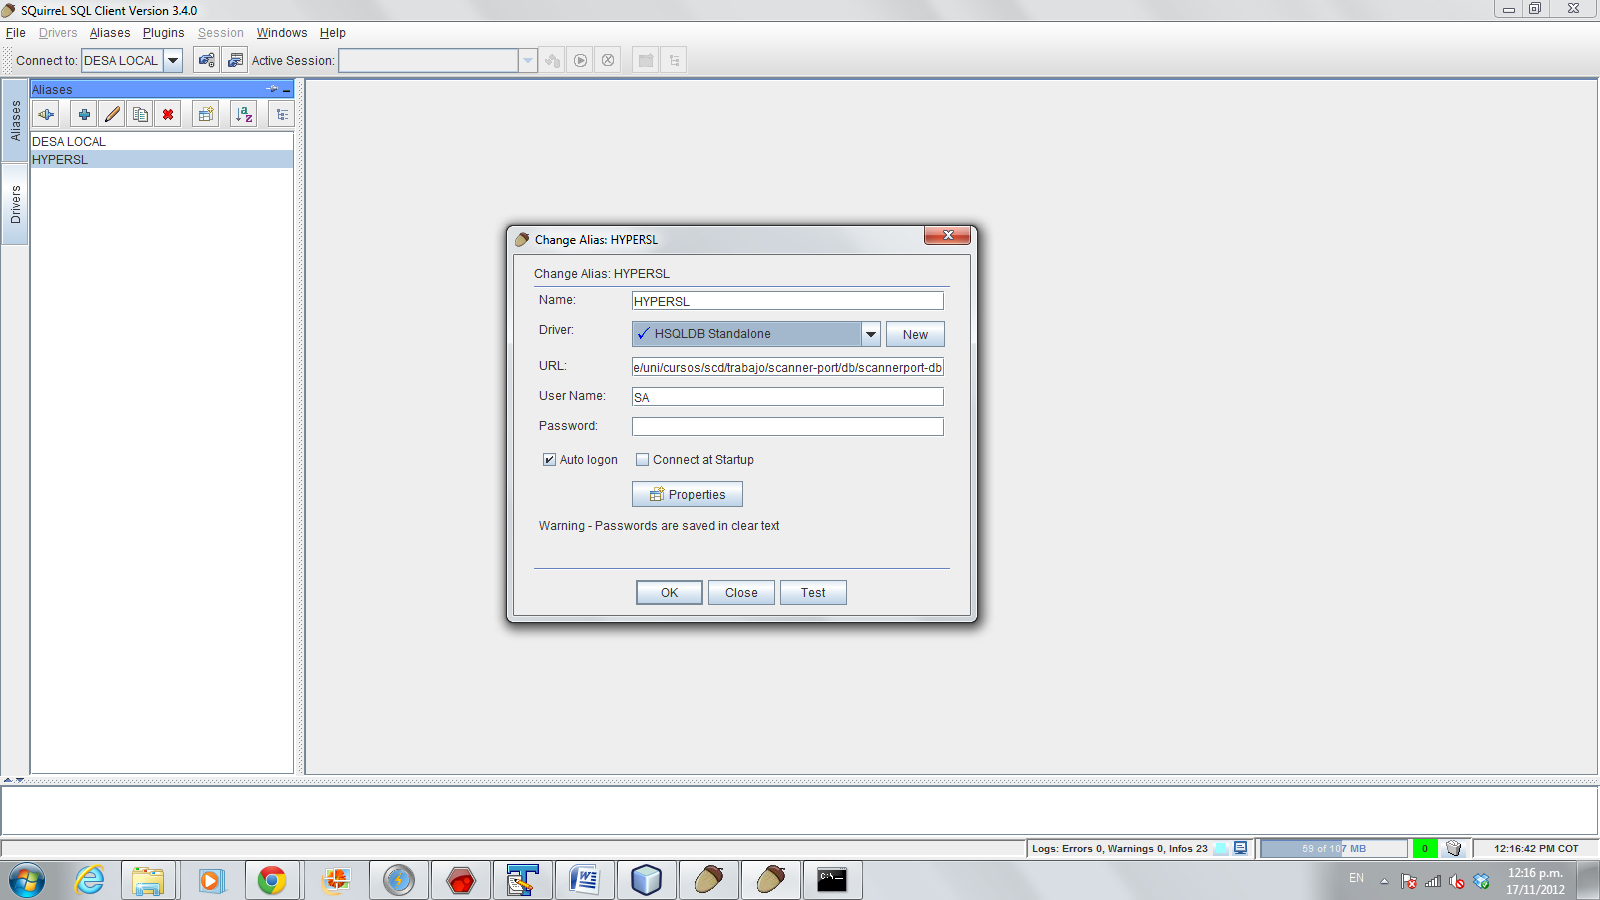 SQuirreL SQL Client Version 3.4.0
File Drivers Aliases Plugins Session Windows Help
Connect to: DESA LOCAL Active Session:
Aliases
Aliases
Drivers
DESA LOCAL
HYPERSL
Change Alias: HYPERSL
Change Alias: HYPERSL
Name: HYPERSL
Driver: HSQLDB Standalone New
URL: e/uni/cursos/scd/trabajo/scanner-port/db/scannerport-db
User Name: SA
Password:
Auto logon Connect at Startup
Properties
Warning - Passwords are saved in clear text
OK Close Test
Logs: Errors 0, Warnings 0, Infos 23 59 of 107 MB 0 12:16:42 PM COT
EN 12:16 p.m.
17/11/2012